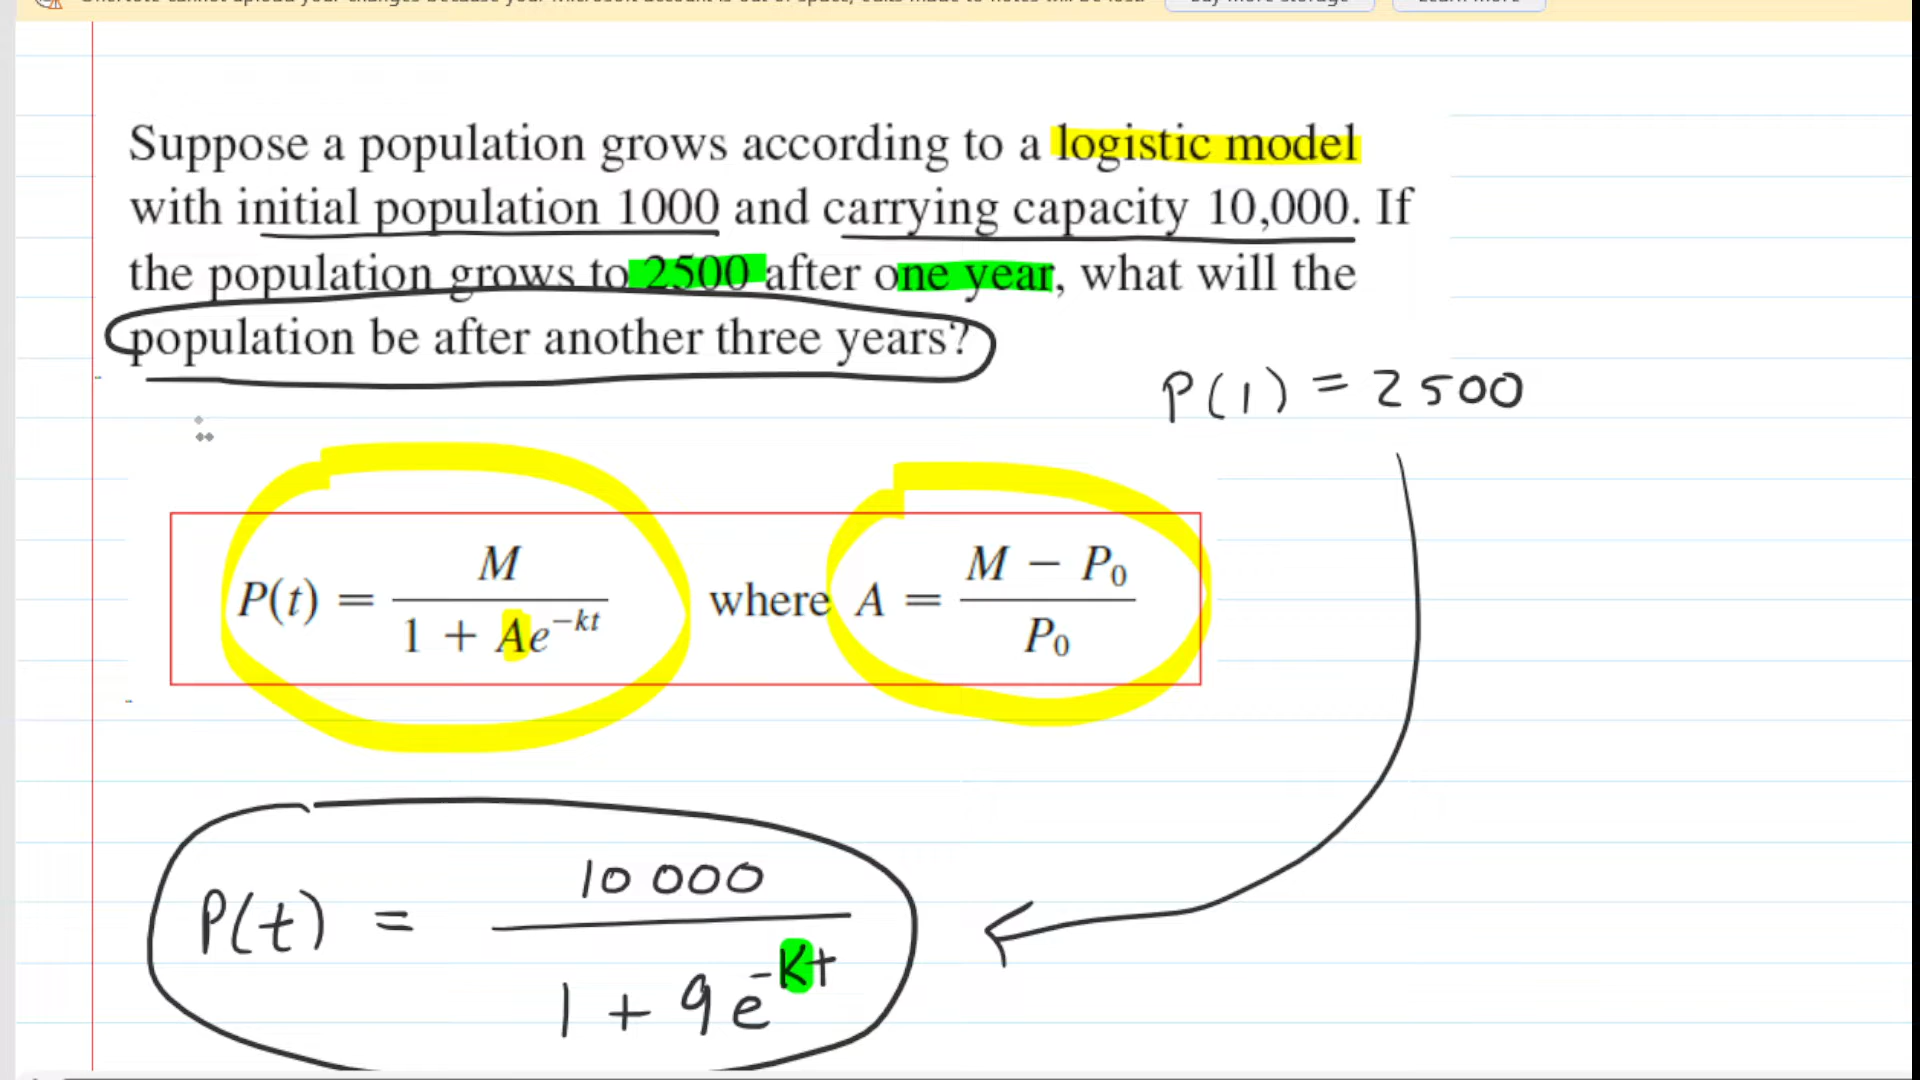 Suppose a population grows according to a logistic model
with initial population 1000 and carrying capacity 10,000. If
the population grows to 2500 after one year, what will the
population be after another three years?
P(1) = 2500
P(t) = M / 1 + Ae^{-kt} where A = M − P₀ / P₀
P(t) = 10 000 / 1 + 9e^{-kt}